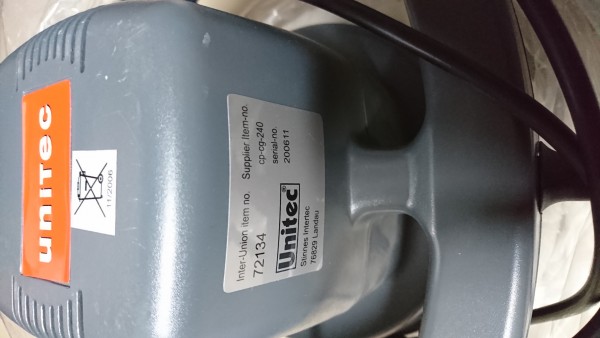 unitec
11/2006
Inter-Union item no. Supplier Item-no.
72134 cp-cg-240
serial-no.
200611
Unitec®
Stinnes Intertec
76829 Landau